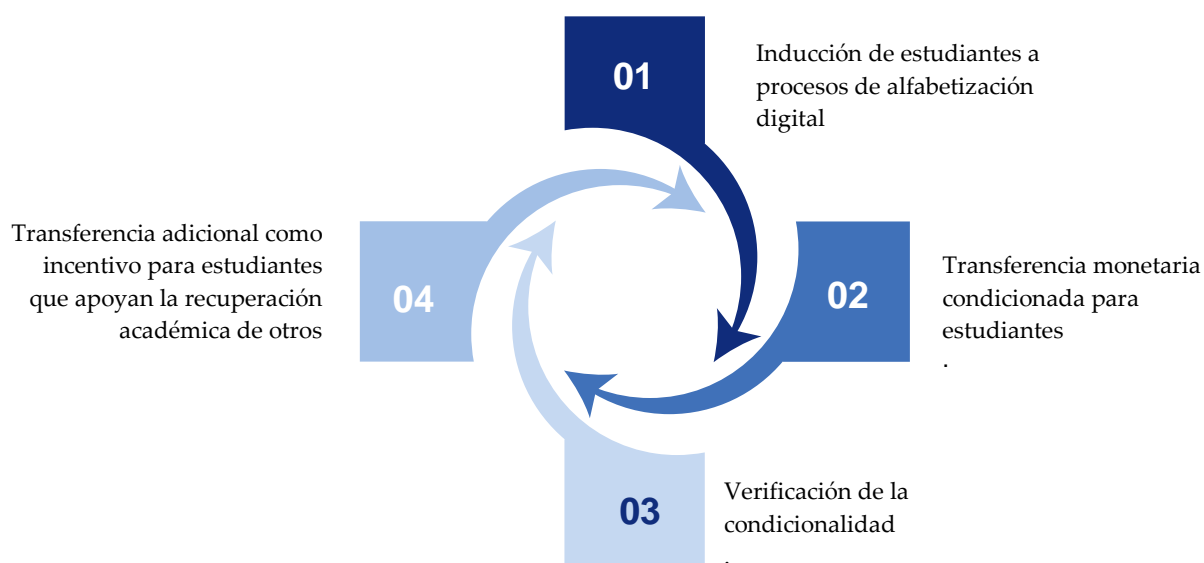 01
Inducción de estudiantes a
procesos de alfabetización
digital
02
Transferencia monetaria
condicionada para
estudiantes
.
03
Verificación de la
condicionalidad
.
04
Transferencia adicional como
incentivo para estudiantes
que apoyan la recuperación
académica de otros